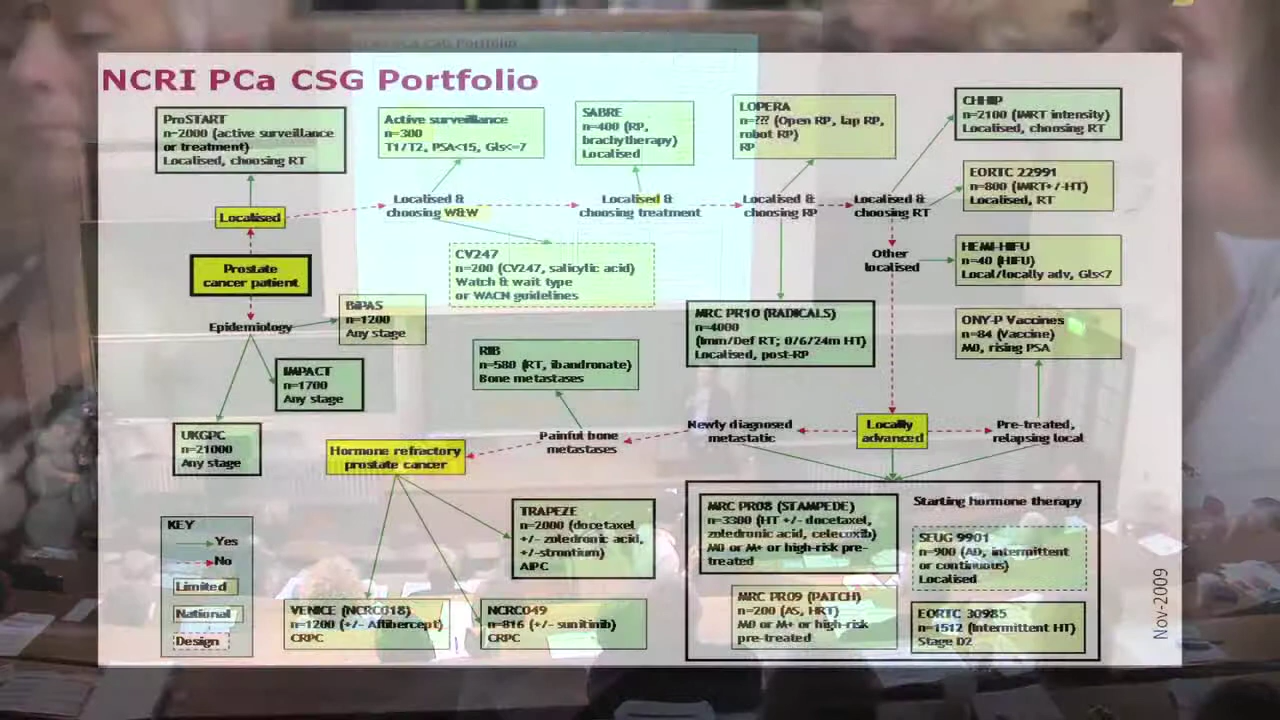 NCRI PCa CSG Portfolio
ProSTART
n=2000 (active surveillance
or treatment)
Localised, choosing RT
Active surveillance
n=300
T1/T2, PSA<15, Gls<=7
SABRE
n=400 (RP,
brachytherapy)
Localised
LOPERA
n=??? (Open RP, lap RP,
robot RP)
RP
CHHIP
n=2100 (IMRT intensity)
Localised, choosing RT
EORTC 22991
n=800 (IMRT+/-HT)
Localised, RT
Localised
Localised &
choosing W&W
Localised &
choosing treatment
Localised &
choosing RP
Localised &
choosing RT
Prostate
cancer patient
CV247
n=200 (CV247, salicylic acid)
Watch & wait type
or WACN guidelines
Other
localised
HEMI-HIFU
n=40 (HIFU)
Local/locally adv, Gls<7
Epidemiology
BiPAS
n=1200
Any stage
MRC PR10 (RADICALS)
n=4000
(Imm/Def RT; 0/6/24m HT)
Localised, post-RP
ONY-P Vaccines
n=84 (Vaccine)
M0, rising PSA
IMPACT
n=1700
Any stage
RIB
n=580 (RT, ibandronate)
Bone metastases
UKGPC
n=21000
Any stage
Hormone refractory
prostate cancer
Painful bone
metastases
Newly diagnosed
metastatic
Locally
advanced
Pre-treated,
relapsing local
KEY
Yes
No
Limited
National
Design
TRAPEZE
n=2000 (docetaxel
+/- zoledronic acid,
+/-strontium)
AIPC
VENICE (NCRC018)
n=1200 (+/- Aflibercept)
CRPC
NCRC049
n=816 (+/- sunitinib)
CRPC
MRC PR08 (STAMPEDE)
n=3300 (HT +/- docetaxel,
zoledronic acid, celecoxib)
M0 or M+ or high-risk pre-
treated
Starting hormone therapy
SEUG 9901
n=900 (AD, intermittent
or continuous)
Localised
MRC PR09 (PATCH)
n=200 (AS, HRT)
M0 or M+ or high-risk
pre-treated
EORTC 30985
n=1512 (Intermittent HT)
Stage D2
Nov-2009